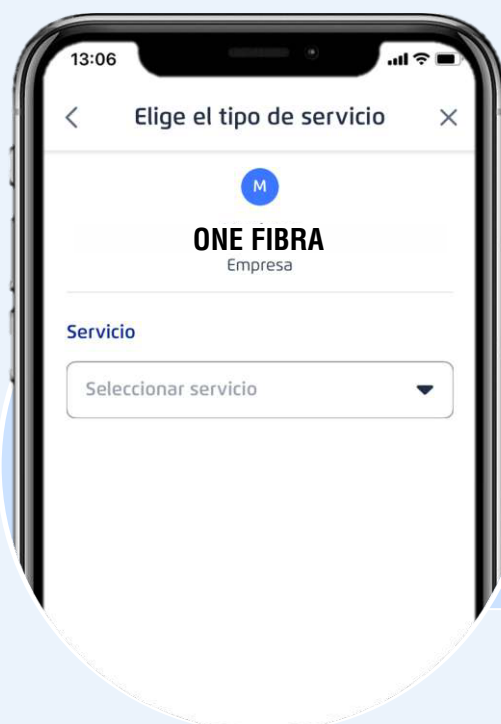 13:06
Elige el tipo de servicio
M
ONE FIBRA
Empresa
Servicio
Seleccionar servicio